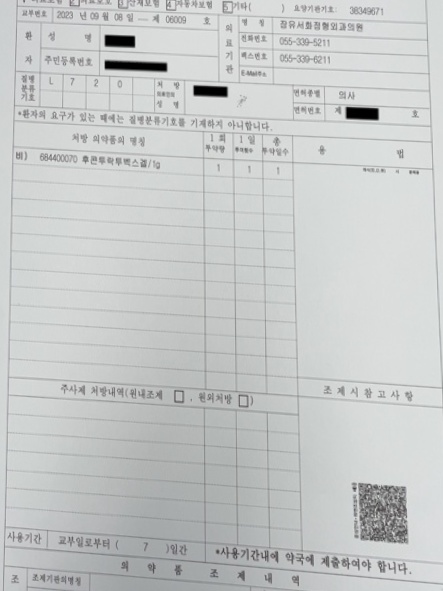 산재보험 4 자동차보험 5 기타( ) 요양기관기호: 38349671
교부번호 2023 년 09 월 08 일 — 제 06009 호
의료기관
명 칭 장유서화정형외과의원
전화번호 055-339-5211
팩스번호 055-339-6211
E-Mail주소
환자
성 명
주민등록번호
질병분류기호 L 7 2 0
처 방 의료인의 성 명
면허종별 의사
면허번호 제 호
*환자의 요구가 있는 때에는 질병분류기호를 기재하지 아니합니다.
처방 의약품의 명칭 1 회 투약량 1 일 투여횟수 총 투약일수 용 법
비) 684400070 후콘투락투벡스겔/1g 1 1 1
주사제 처방내역(원내조제 □ , 원외처방 □ ) 조 제 시 참 고 사 항
사용기간 교부일로부터 ( 7 )일간 *사용기간내에 약국에 제출하여야 합니다.
의 약 품 조 제 내 역
조 조제기관의명칭